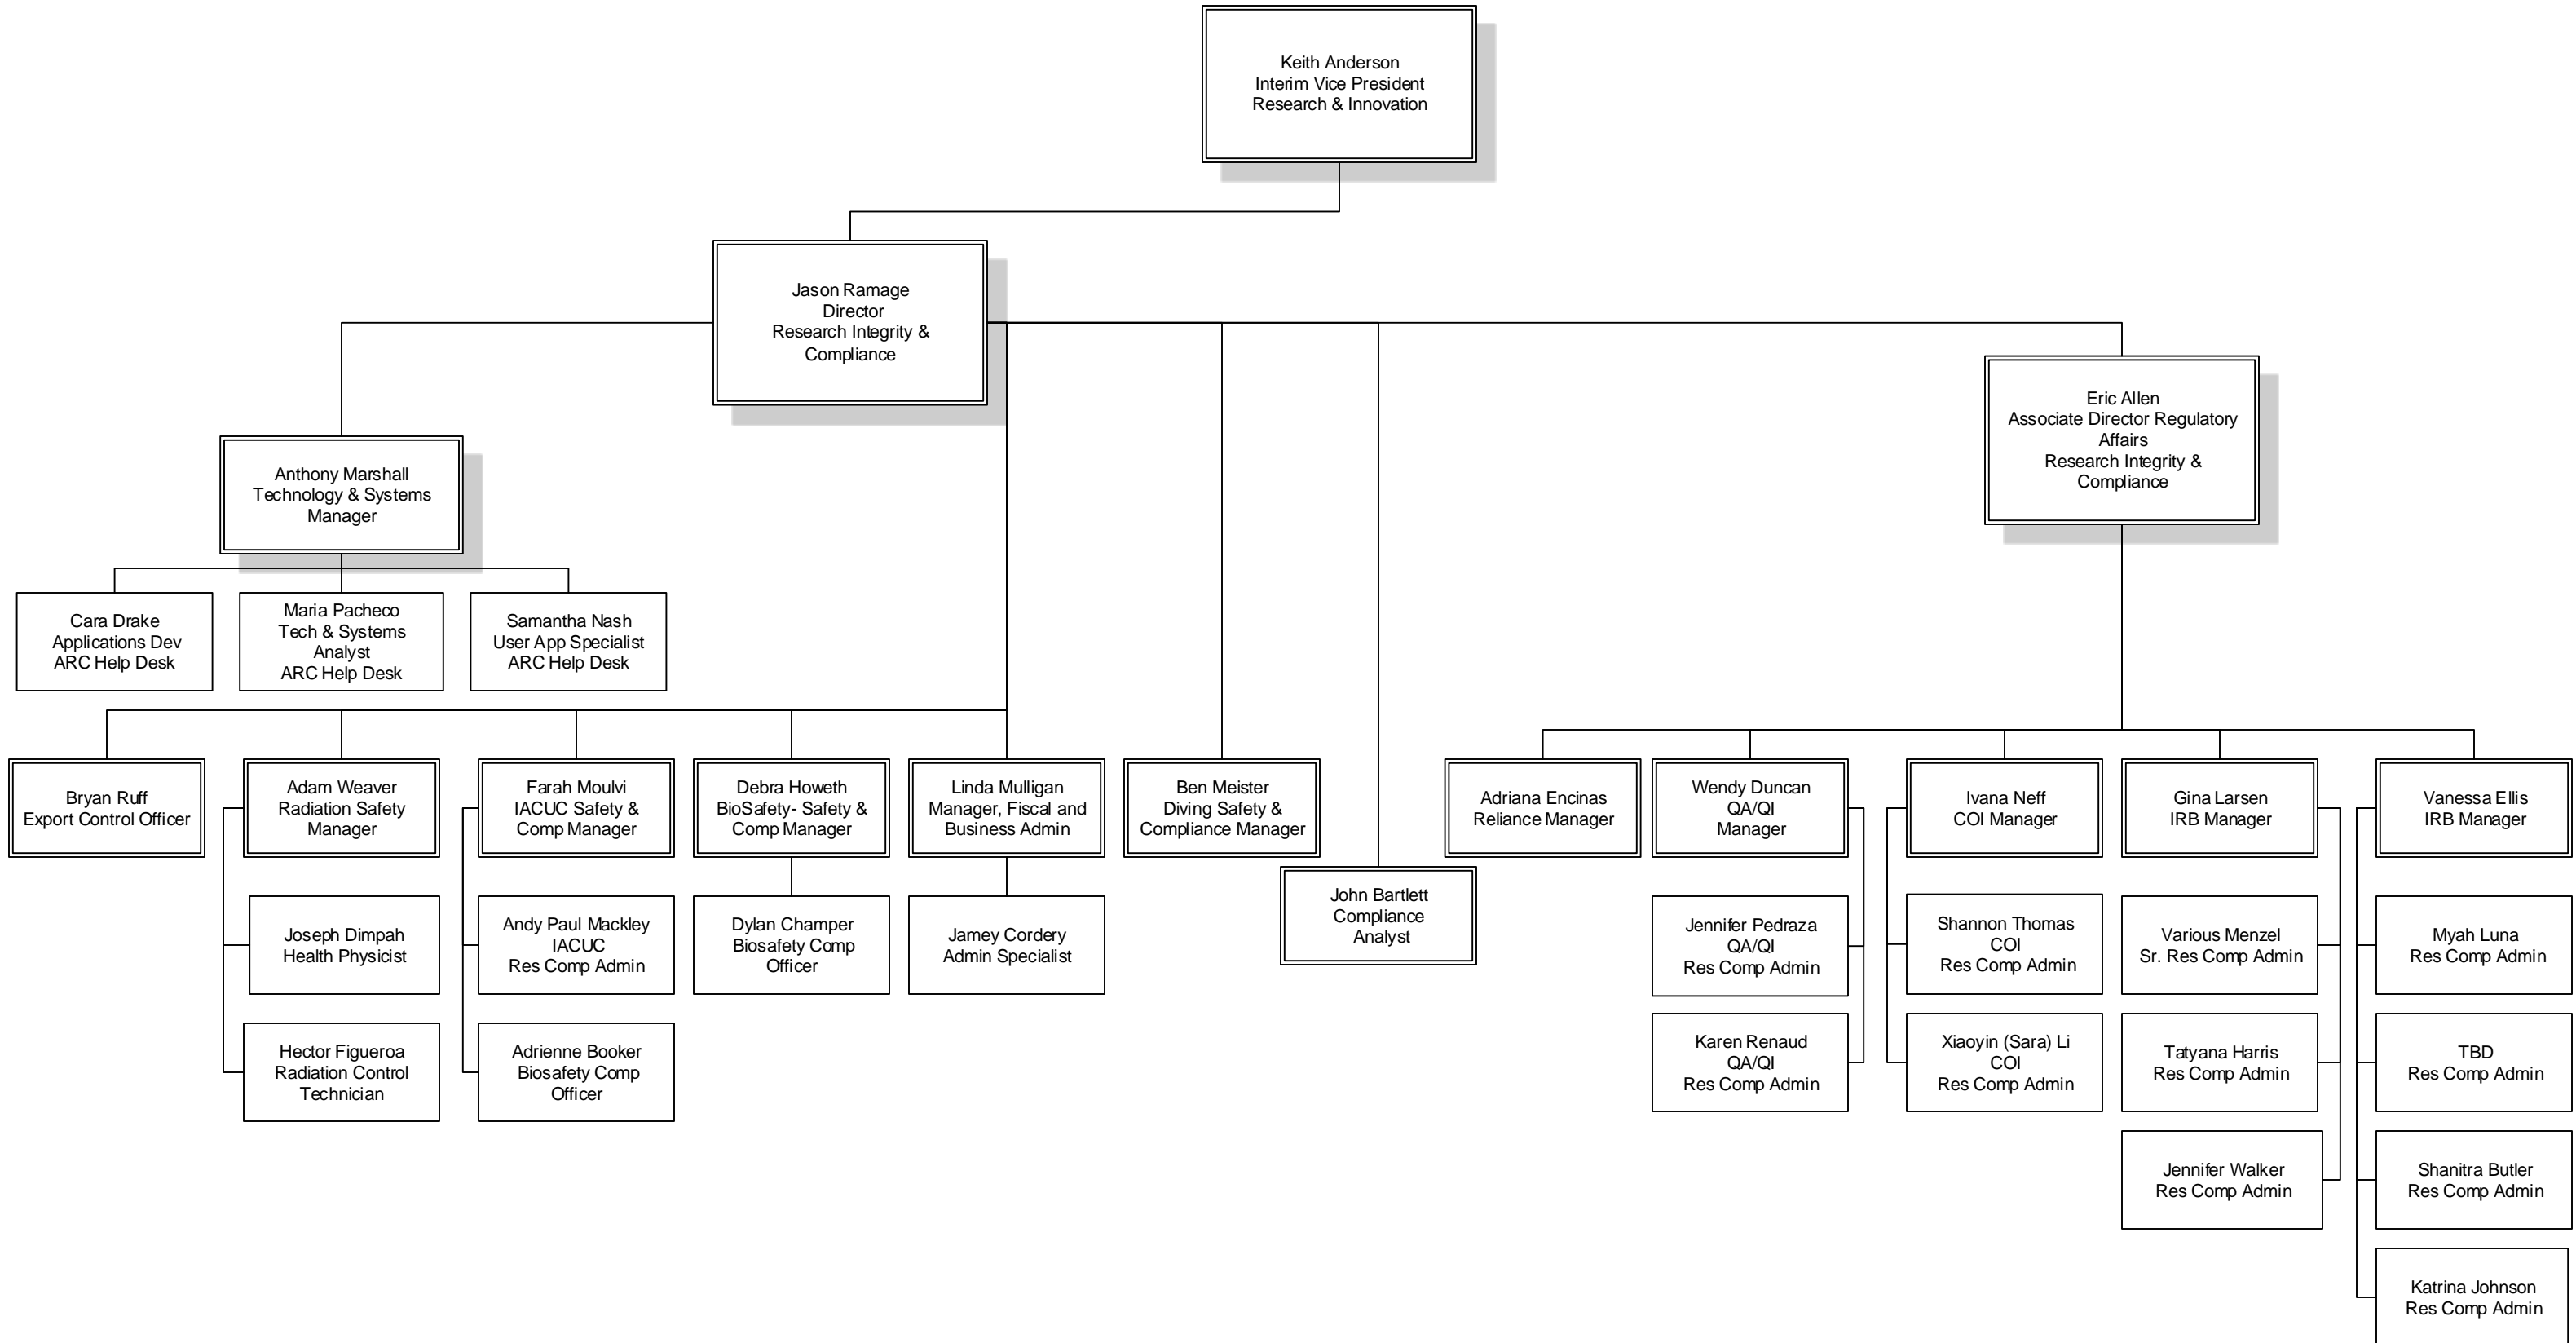 Keith Anderson
Interim Vice President
Research & Innovation
Jason Ramage
Director
Research Integrity &
Compliance
Eric Allen
Associate Director Regulatory
Affairs
Research Integrity &
Compliance
Anthony Marshall
Technology & Systems
Manager
Cara Drake
Applications Dev
ARC Help Desk
Maria Pacheco
Tech & Systems
Analyst
ARC Help Desk
Samantha Nash
User App Specialist
ARC Help Desk
Bryan Ruff
Export Control Officer
Adam Weaver
Radiation Safety
Manager
Farah Moulvi
IACUC Safety &
Comp Manager
Debra Howeth
BioSafety- Safety &
Comp Manager
Linda Mulligan
Manager, Fiscal and
Business Admin
Ben Meister
Diving Safety &
Compliance Manager
John Bartlett
Compliance
Analyst
Adriana Encinas
Reliance Manager
Wendy Duncan
QA/QI
Manager
Ivana Neff
COI Manager
Gina Larsen
IRB Manager
Vanessa Ellis
IRB Manager
Joseph Dimpah
Health Physicist
Andy Paul Mackley
IACUC
Res Comp Admin
Dylan Champer
Biosafety Comp
Officer
Jamey Cordery
Admin Specialist
Jennifer Pedraza
QA/QI
Res Comp Admin
Shannon Thomas
COI
Res Comp Admin
Various Menzel
Sr. Res Comp Admin
Myah Luna
Res Comp Admin
Hector Figueroa
Radiation Control
Technician
Adrienne Booker
Biosafety Comp
Officer
Karen Renaud
QA/QI
Res Comp Admin
Xiaoyin (Sara) Li
COI
Res Comp Admin
Tatyana Harris
Res Comp Admin
TBD
Res Comp Admin
Jennifer Walker
Res Comp Admin
Shanitra Butler
Res Comp Admin
Katrina Johnson
Res Comp Admin